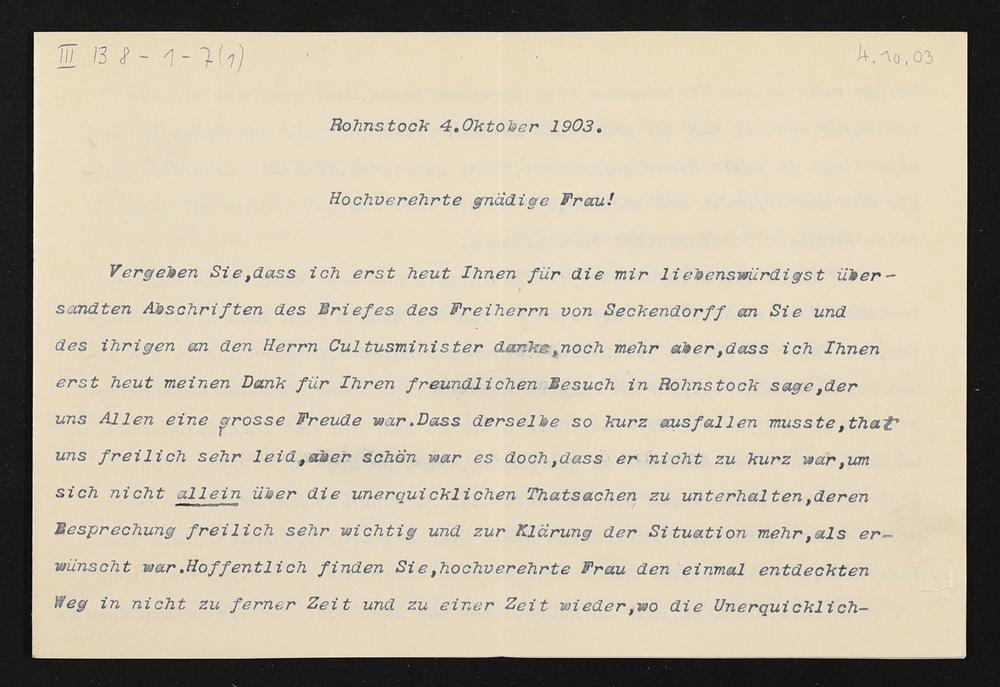 III B 8 - 1 - 7 (1)
4.10.03
Rohnstock 4.Oktober 1903.
Hochverehrte gnädige Frau!
Vergeben Sie,dass ich erst heut Ihnen für die mir liebenswürdigst über-
sandten Abschriften des Briefes des Freiherrn von Seckendorff an Sie und
des ihrigen an den Herrn Cultusminister danke,noch mehr aber,dass ich Ihnen
erst heut meinen Dank für Ihren freundlichen Besuch in Rohnstock sage,der
uns Allen eine grosse Freude war.Dass derselbe so kurz ausfallen musste,that
uns freilich sehr leid,aber schön war es doch,dass er nicht zu kurz war,um
sich nicht allein über die unerquicklichen Thatsachen zu unterhalten,deren
Besprechung freilich sehr wichtig und zur Klärung der Situation mehr,als er-
wünscht war.Hoffentlich finden Sie,hochverehrte Frau den einmal entdeckten
Weg in nicht zu ferner Zeit und zu einer Zeit wieder,wo die Unerquicklich-